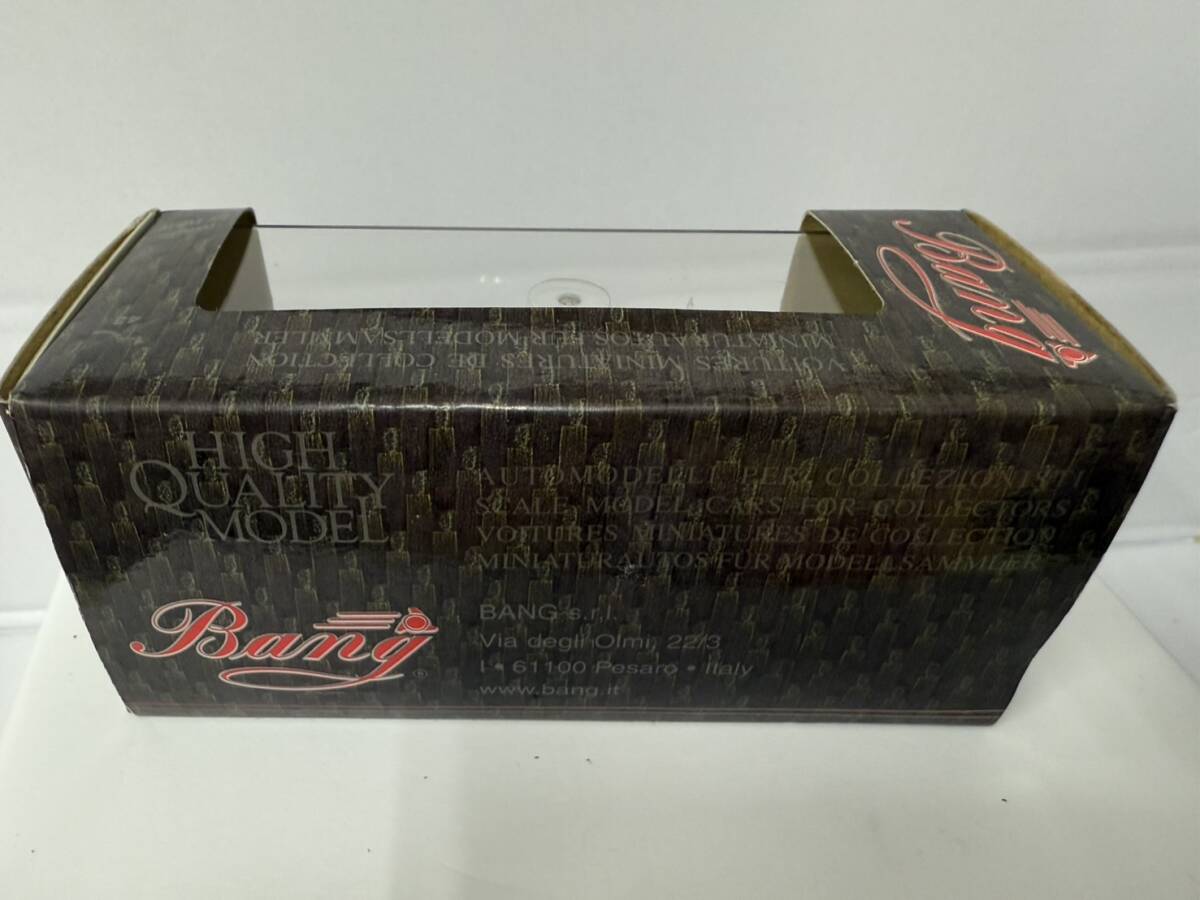 Bang
VOITURES MINIATURES DE COLLECTION
MINIATURAUTOS FUR MODELLSAMMLER
HIGH
QUALITY
MODEL
AUTOMODELLI PER COLLEZIONISTI
SCALE MODEL CARS FOR COLLECTORS
VOITURES MINIATURES DE COLLECTION
MINIATURAUTOS FUR MODELLSAMMLER
Bang®
BANG s.r.l.
Via degli Olmi, 22/3
I • 61100 Pesaro • Italy
www.bang.it